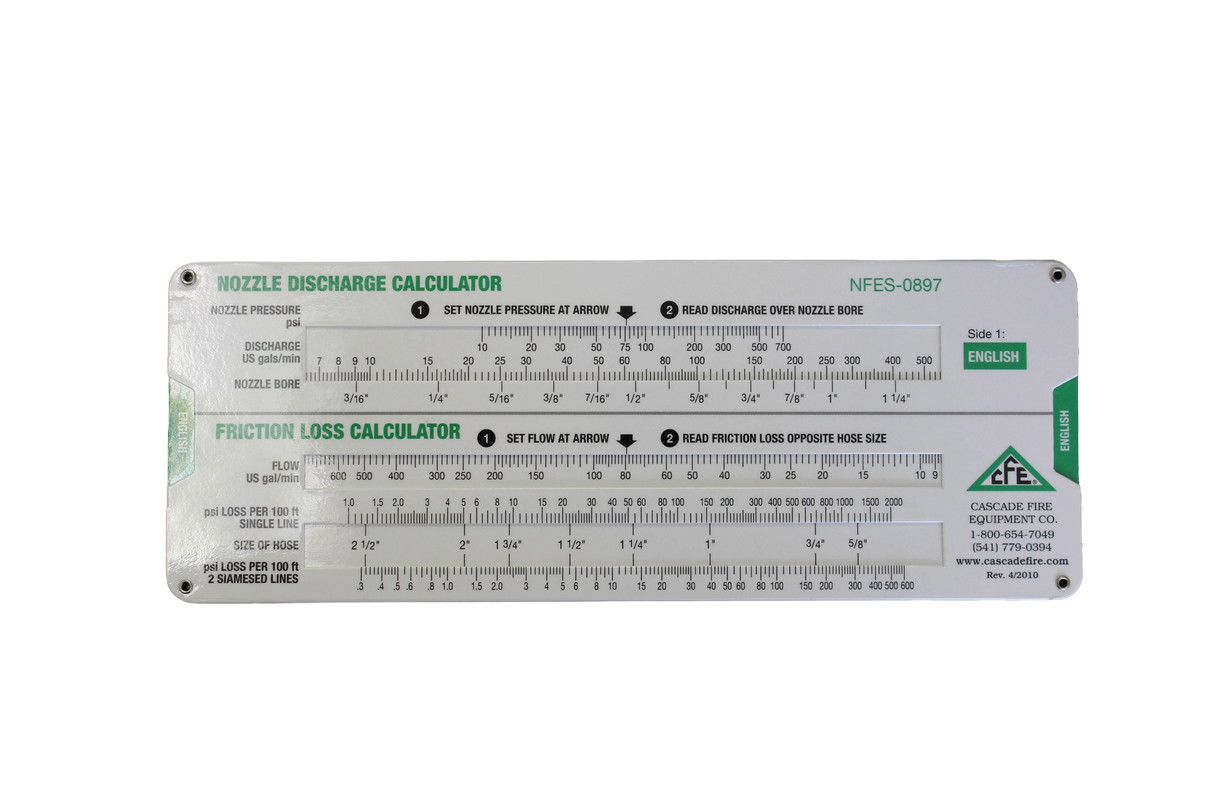 NOZZLE DISCHARGE CALCULATOR NFES-0897
NOZZLE PRESSURE psi
1 SET NOZZLE PRESSURE AT ARROW 2 READ DISCHARGE OVER NOZZLE BORE
10 20 30 50 75 100 200 300 500 700
DISCHARGE US gals/min
7 8 9 10 15 20 25 30 40 50 60 80 100 150 200 250 300 400 500
NOZZLE BORE
3/16" 1/4" 5/16" 3/8" 7/16" 1/2" 5/8" 3/4" 7/8" 1" 1 1/4"
Side 1:
ENGLISH
ENGLISH
ENGLISH
FRICTION LOSS CALCULATOR
1 SET FLOW AT ARROW 2 READ FRICTION LOSS OPPOSITE HOSE SIZE
FLOW US gal/min
600 500 400 300 250 200 150 100 80 60 50 40 30 25 20 15 10 9
1.0 1.5 2.0 3 4 5 6 8 10 15 20 30 40 50 60 80 100 150 200 300 400 500 600 800 1000 1500 2000
psi LOSS PER 100 ft
SINGLE LINE
SIZE OF HOSE
2 1/2" 2" 1 3/4" 1 1/2" 1 1/4" 1" 3/4" 5/8"
psi LOSS PER 100 ft
2 SIAMESED LINES
.3 .4 .5 .6 .8 1.0 1.5 2.0 3 4 5 6 8 10 15 20 30 40 50 60 80 100 150 200 300 400 500 600
CFE®
CASCADE FIRE
EQUIPMENT CO.
1-800-654-7049
(541) 779-0394
www.cascadefire.com
Rev. 4/2010